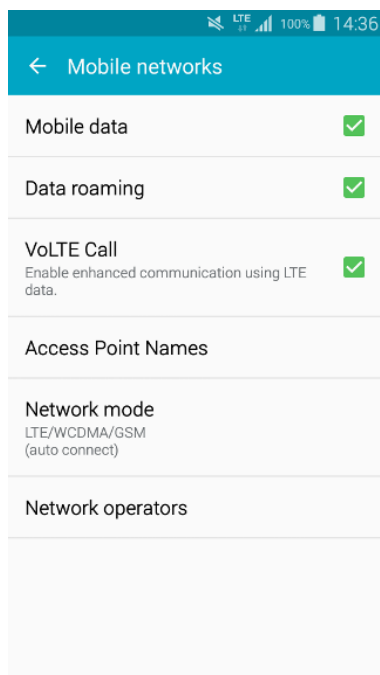 LTE 100% 14:36
Mobile networks
Mobile data
Data roaming
VoLTE Call
Enable enhanced communication using LTE
data.
Access Point Names
Network mode
LTE/WCDMA/GSM
(auto connect)
Network operators